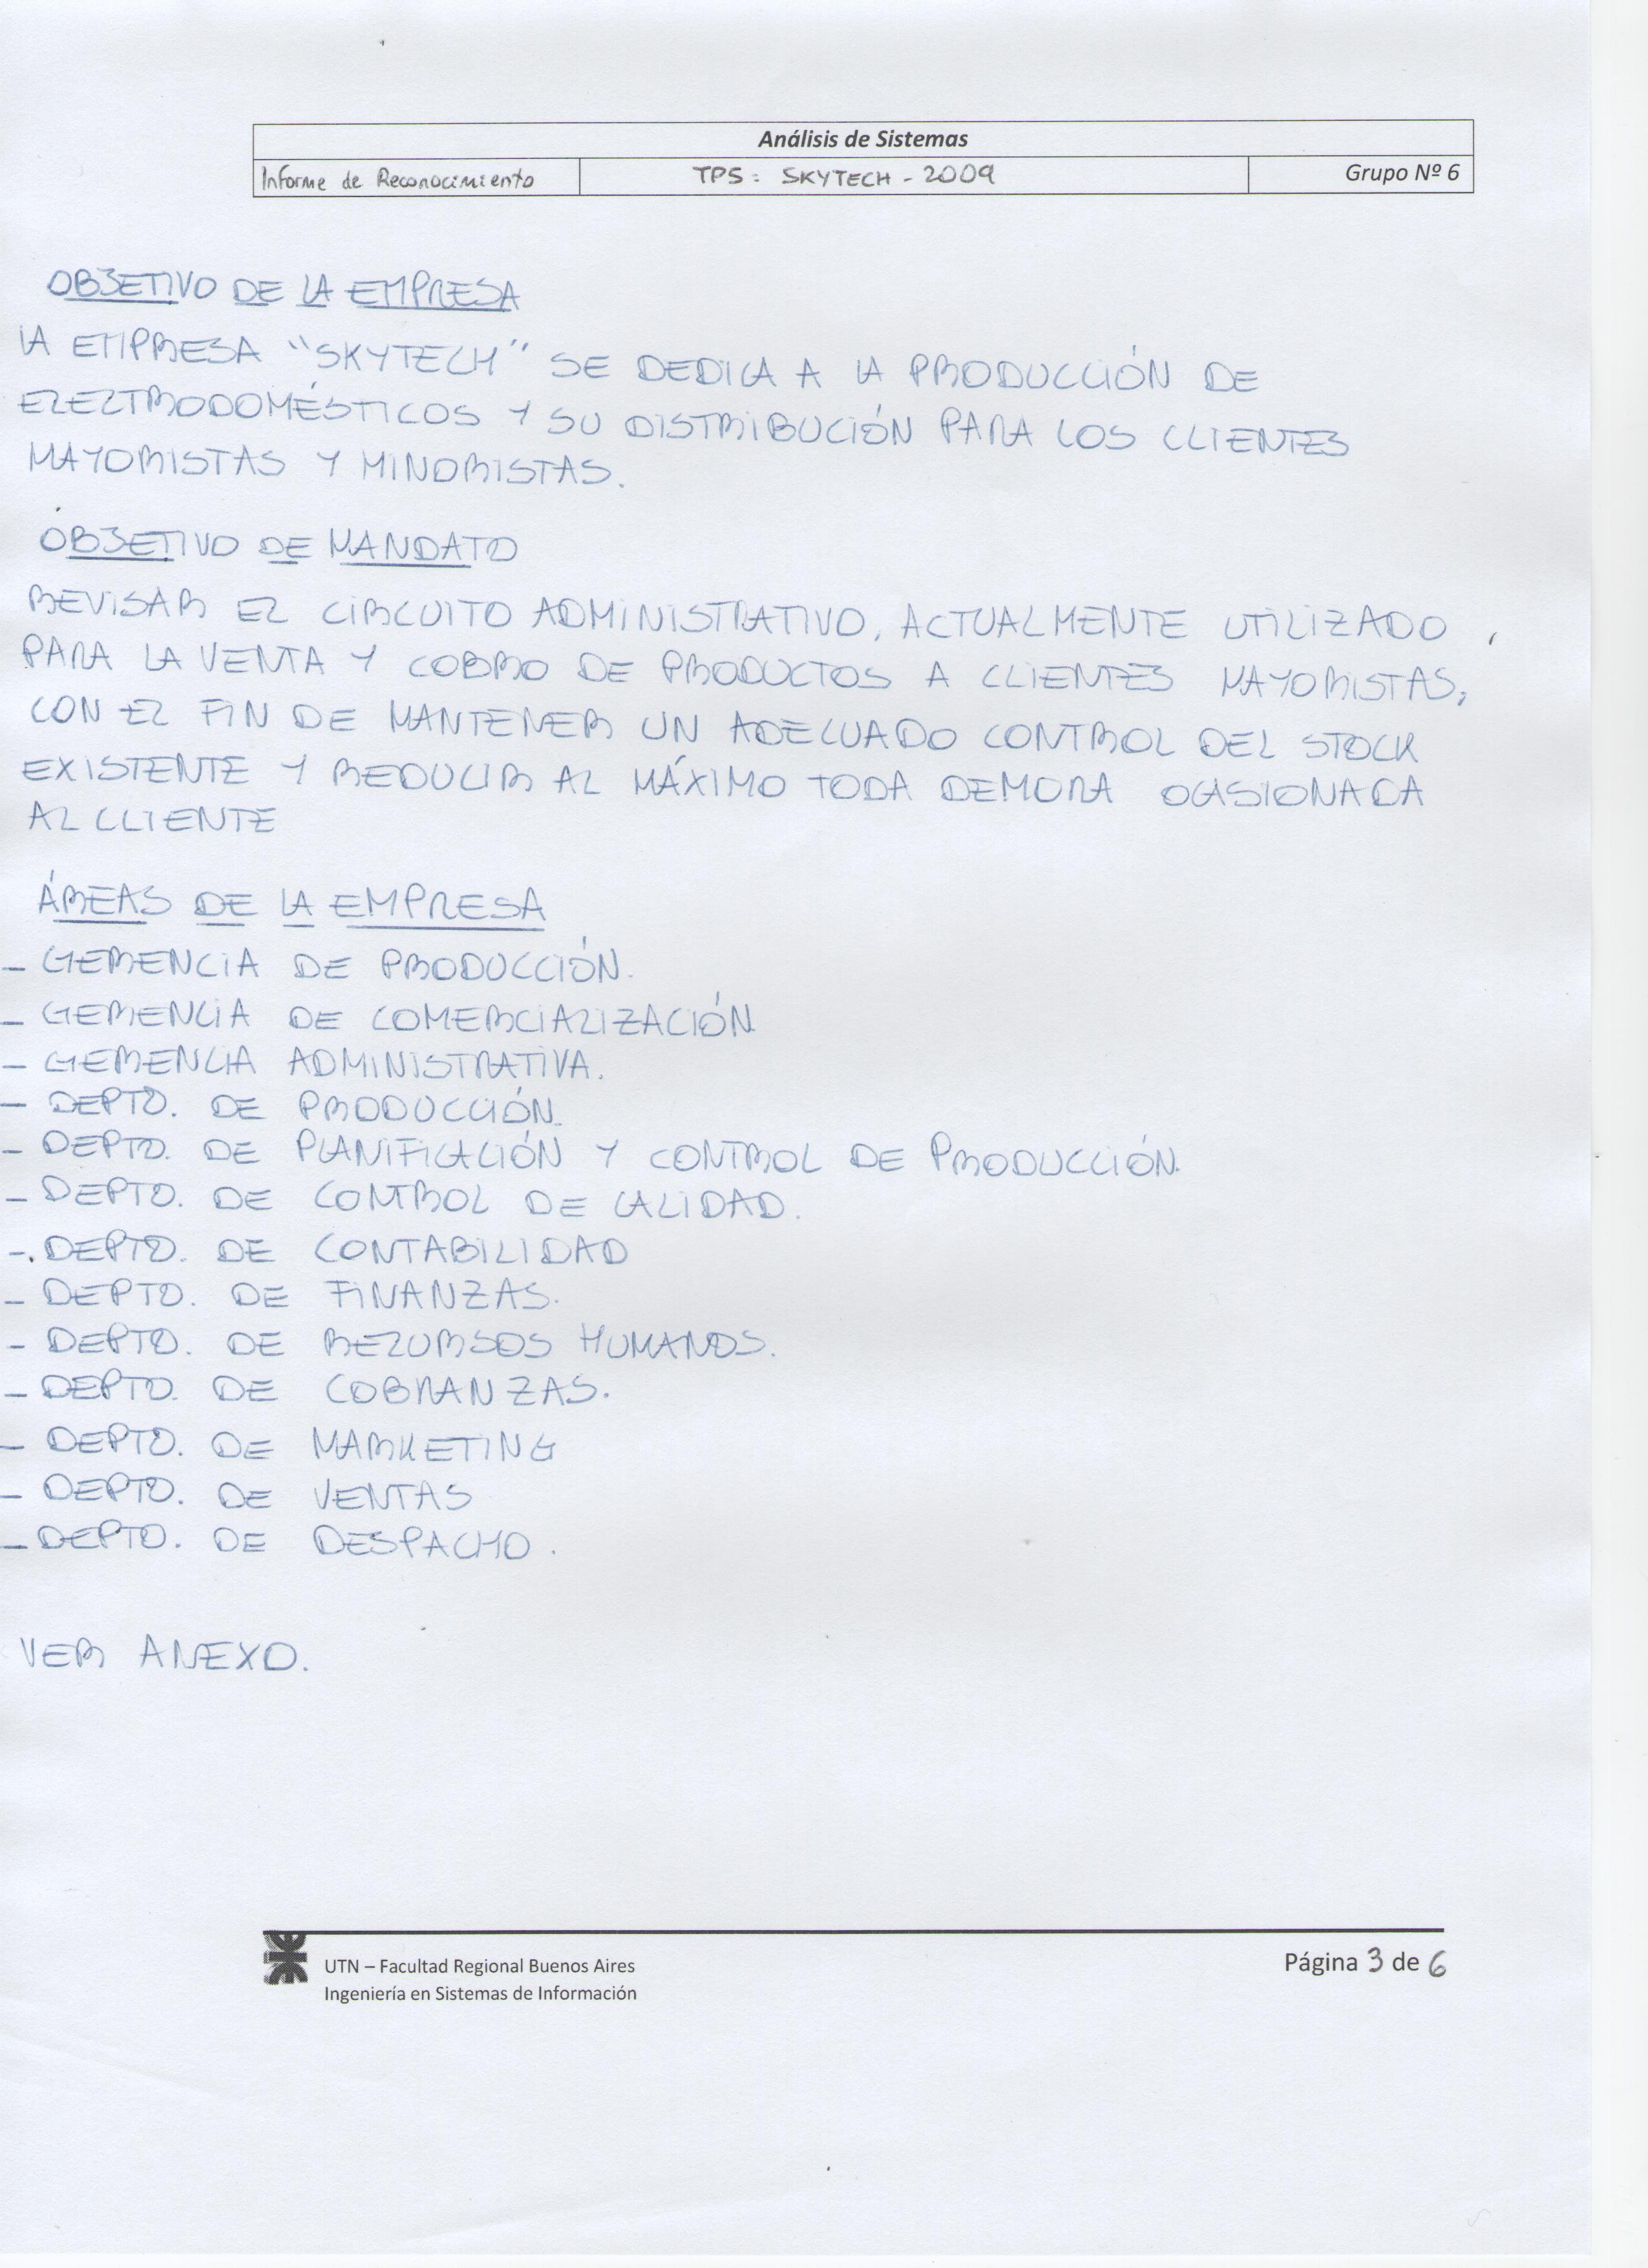 Análisis de Sistemas
Informe de Reconocimiento TP5: SKYTECH - 2009 Grupo Nº 6
OBJETIVO DE LA EMPRESA
LA EMPRESA "SKYTECH" SE DEDICA A LA PRODUCCIÓN DE
ELECTRODOMÉSTICOS Y SU DISTRIBUCIÓN PARA LOS CLIENTES
MAYORISTAS Y MINORISTAS.
OBJETIVO DE MANDATO
REVISAR EL CIRCUITO ADMINISTRATIVO, ACTUALMENTE UTILIZADO
PARA LA VENTA Y COBRO DE PRODUCTOS A CLIENTES MAYORISTAS,
CON EL FIN DE MANTENER UN ADECUADO CONTROL DEL STOCK
EXISTENTE Y REDUCIR AL MÁXIMO TODA DEMORA OCASIONADA
AL CLIENTE
ÁREAS DE LA EMPRESA
- GERENCIA DE PRODUCCIÓN.
- GERENCIA DE COMERCIALIZACIÓN
- GERENCIA ADMINISTRATIVA.
- DEPTO. DE PRODUCCIÓN.
- DEPTO. DE PLANIFICACIÓN Y CONTROL DE PRODUCCIÓN.
- DEPTO. DE CONTROL DE CALIDAD.
- DEPTO. DE CONTABILIDAD
- DEPTO. DE FINANZAS.
- DEPTO. DE RECURSOS HUMANOS.
- DEPTO. DE COBRANZAS.
- DEPTO. DE MARKETING
- DEPTO. DE VENTAS
- DEPTO. DE DESPACHO.
VER ANEXO.
UTN – Facultad Regional Buenos Aires Página 3 de 6
Ingeniería en Sistemas de Información